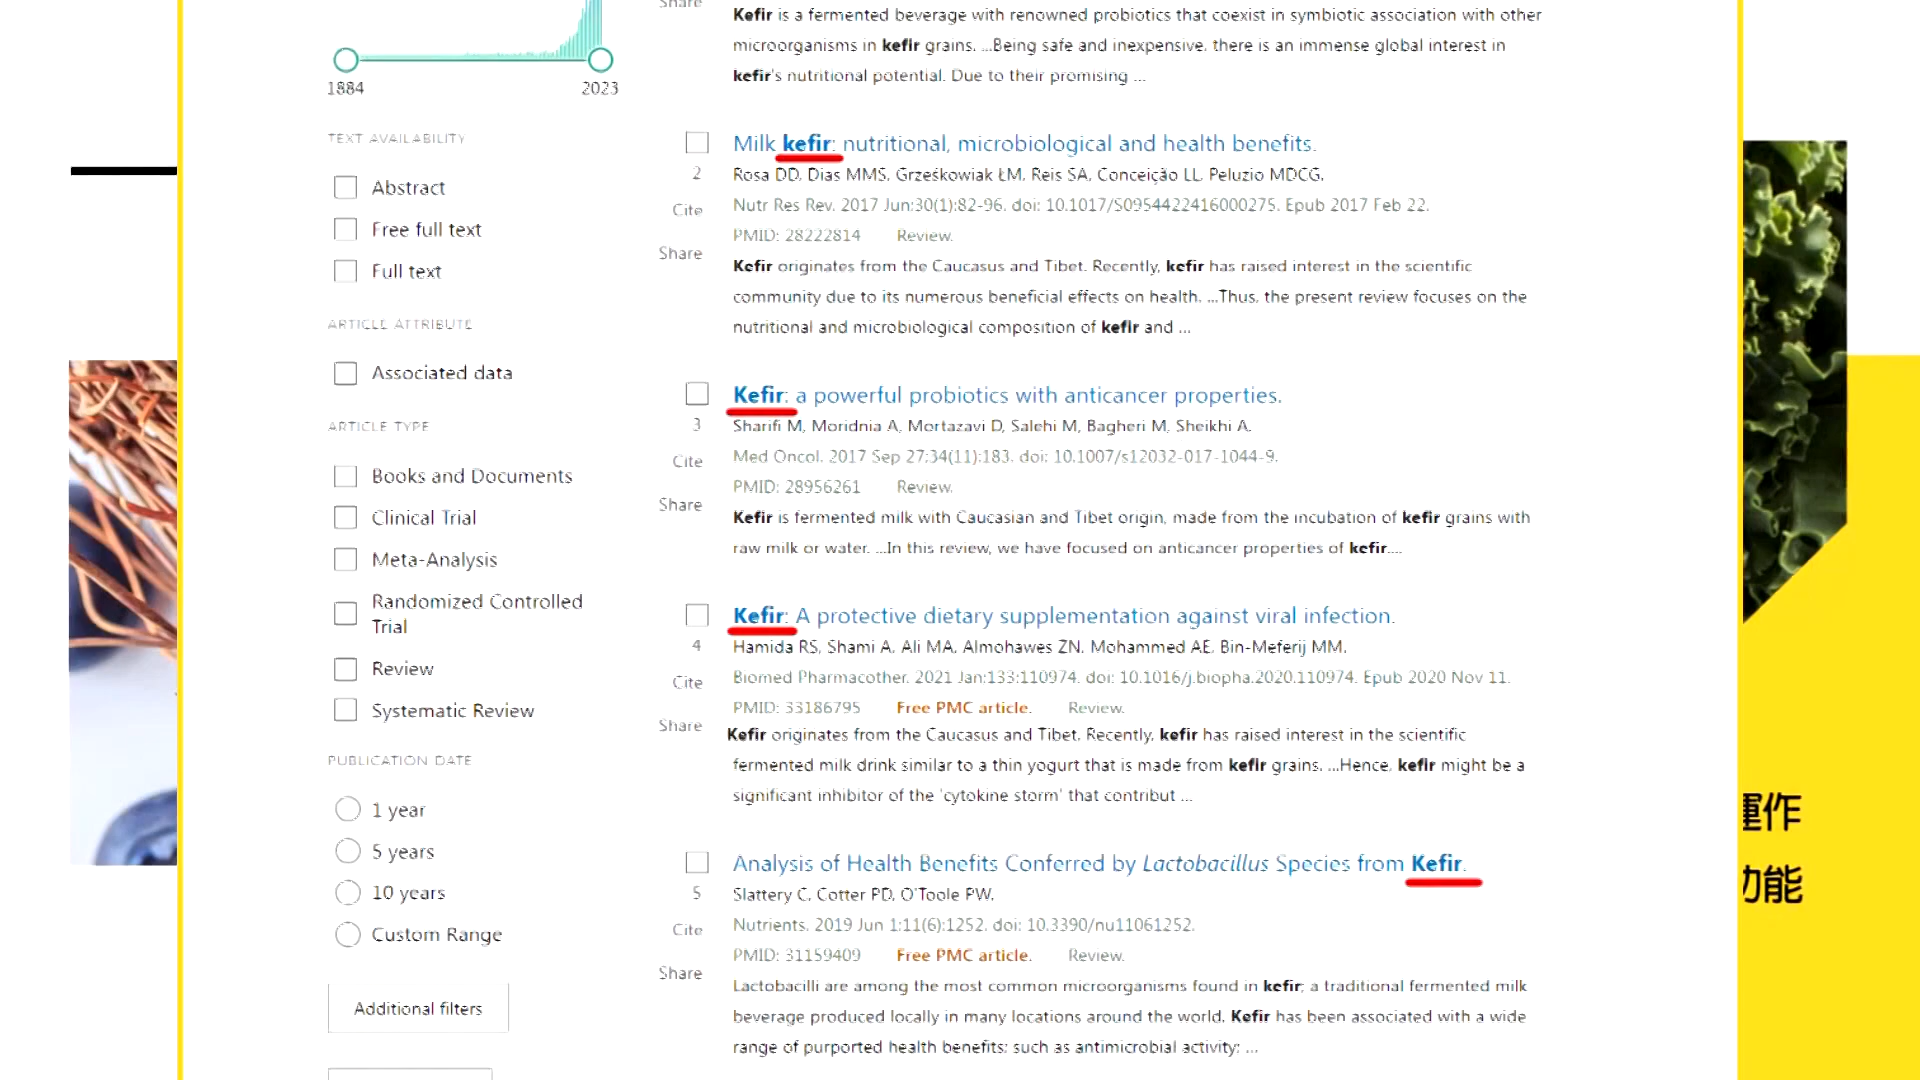 Share
Kefir is a fermented beverage with renowned probiotics that coexist in symbiotic association with other
microorganisms in kefir grains. ...Being safe and inexpensive, there is an immense global interest in
kefir's nutritional potential. Due to their promising ...
1884
2023
TEXT AVAILABILITY
Abstract
Free full text
Full text
ARTICLE ATTRIBUTE
Associated data
ARTICLE TYPE
Books and Documents
Clinical Trial
Meta-Analysis
Randomized Controlled
Trial
Review
Systematic Review
PUBLICATION DATE
1 year
5 years
10 years
Custom Range
Additional filters
Milk kefir: nutritional, microbiological and health benefits.
2
Rosa DD, Dias MMS, Grześkowiak ŁM, Reis SA, Conceição LL, Peluzio MDCG.
Cite
Nutr Res Rev. 2017 Jun;30(1):82-96. doi: 10.1017/S0954422416000275. Epub 2017 Feb 22.
PMID: 28222814 Review.
Share
Kefir originates from the Caucasus and Tibet. Recently, kefir has raised interest in the scientific
community due to its numerous beneficial effects on health. ...Thus, the present review focuses on the
nutritional and microbiological composition of kefir and ...
Kefir: a powerful probiotics with anticancer properties.
3
Sharifi M, Moridnia A, Mortazavi D, Salehi M, Bagheri M, Sheikhi A.
Cite
Med Oncol. 2017 Sep 27;34(11):183. doi: 10.1007/s12032-017-1044-9.
PMID: 28956261 Review.
Share
Kefir is fermented milk with Caucasian and Tibet origin, made from the incubation of kefir grains with
raw milk or water. ...In this review, we have focused on anticancer properties of kefir....
Kefir: A protective dietary supplementation against viral infection.
4
Hamida RS, Shami A, Ali MA, Almohawes ZN, Mohammed AE, Bin-Meferij MM.
Cite
Biomed Pharmacother. 2021 Jan;133:110974. doi: 10.1016/j.biopha.2020.110974. Epub 2020 Nov 11.
PMID: 33186795 Free PMC article. Review.
Share
Kefir originates from the Caucasus and Tibet. Recently, kefir has raised interest in the scientific
fermented milk drink similar to a thin yogurt that is made from kefir grains. ...Hence, kefir might be a
significant inhibitor of the 'cytokine storm' that contribut ...
Analysis of Health Benefits Conferred by Lactobacillus Species from Kefir.
5
Slattery C, Cotter PD, O'Toole PW.
Cite
Nutrients. 2019 Jun 1;11(6):1252. doi: 10.3390/nu11061252.
PMID: 31159409 Free PMC article. Review.
Share
Lactobacilli are among the most common microorganisms found in kefir; a traditional fermented milk
beverage produced locally in many locations around the world. Kefir has been associated with a wide
range of purported health benefits; such as antimicrobial activity; ...
運作
功能